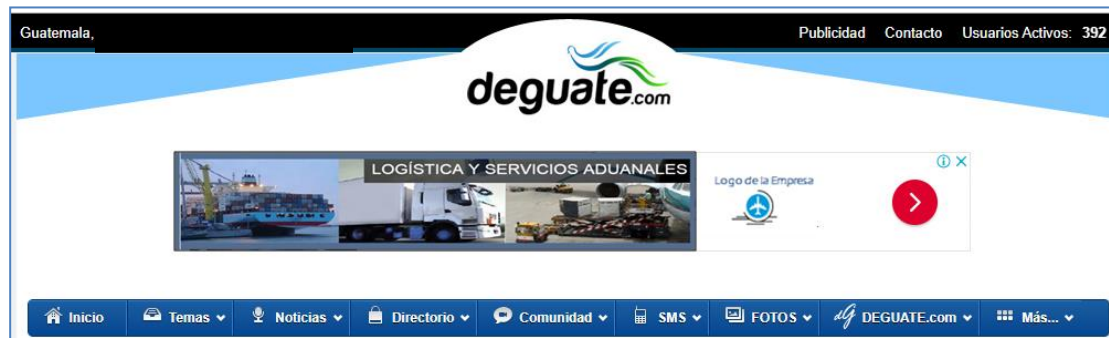 Guatemala,
Publicidad Contacto Usuarios Activos: 392
deguate.com
LOGÍSTICA Y SERVICIOS ADUANALES
Logo de la Empresa
Inicio Temas Noticias Directorio Comunidad SMS FOTOS dG DEGUATE.com Más...